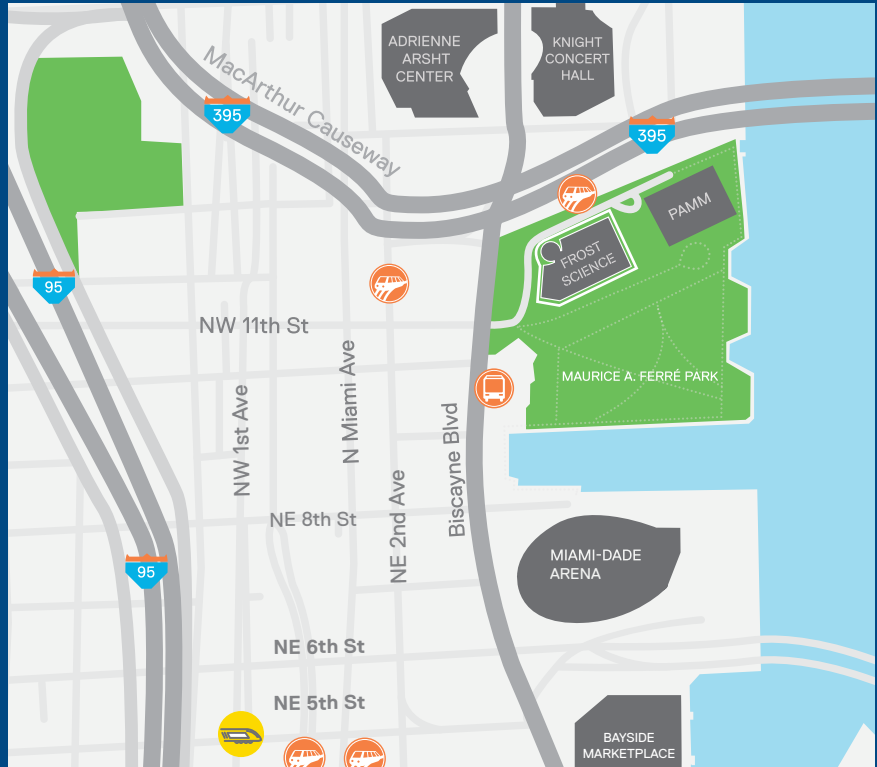 ADRIENNE
ARSHT
CENTER
KNIGHT
CONCERT
HALL
MacArthur Causeway
395
395
PAMM
FROST
SCIENCE
95
NW 11th St
N Miami Ave
MAURICE A. FERRÉ PARK
NW 1st Ave
Biscayne Blvd
NE 2nd Ave
NE 8th St
MIAMI-DADE
ARENA
95
NE 6th St
NE 5th St
BAYSIDE
MARKETPLACE